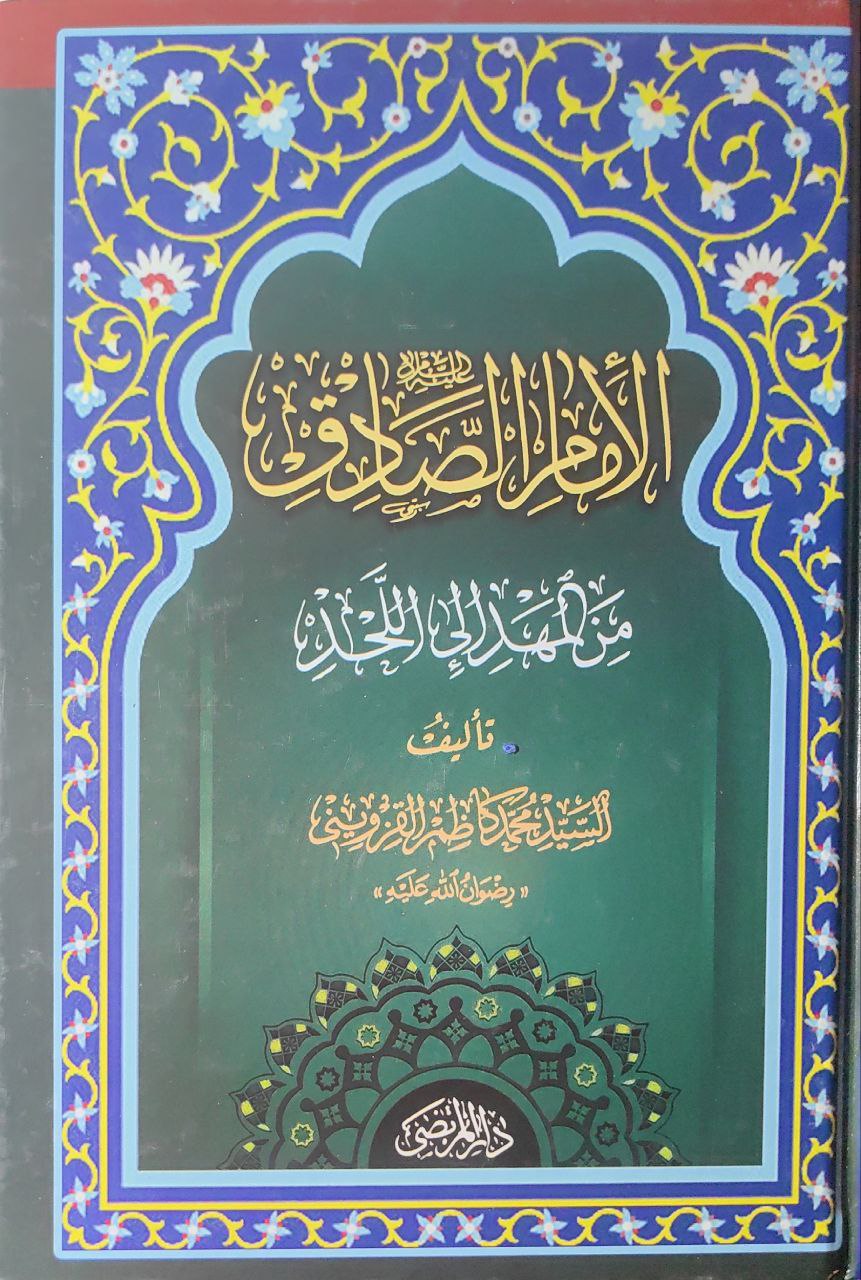 الإمام الصادق عليه السلام
من المهد إلى اللحد
تأليف
السيد محمد كاظم القزويني
«رضوان الله عليه»
دار المرتضى